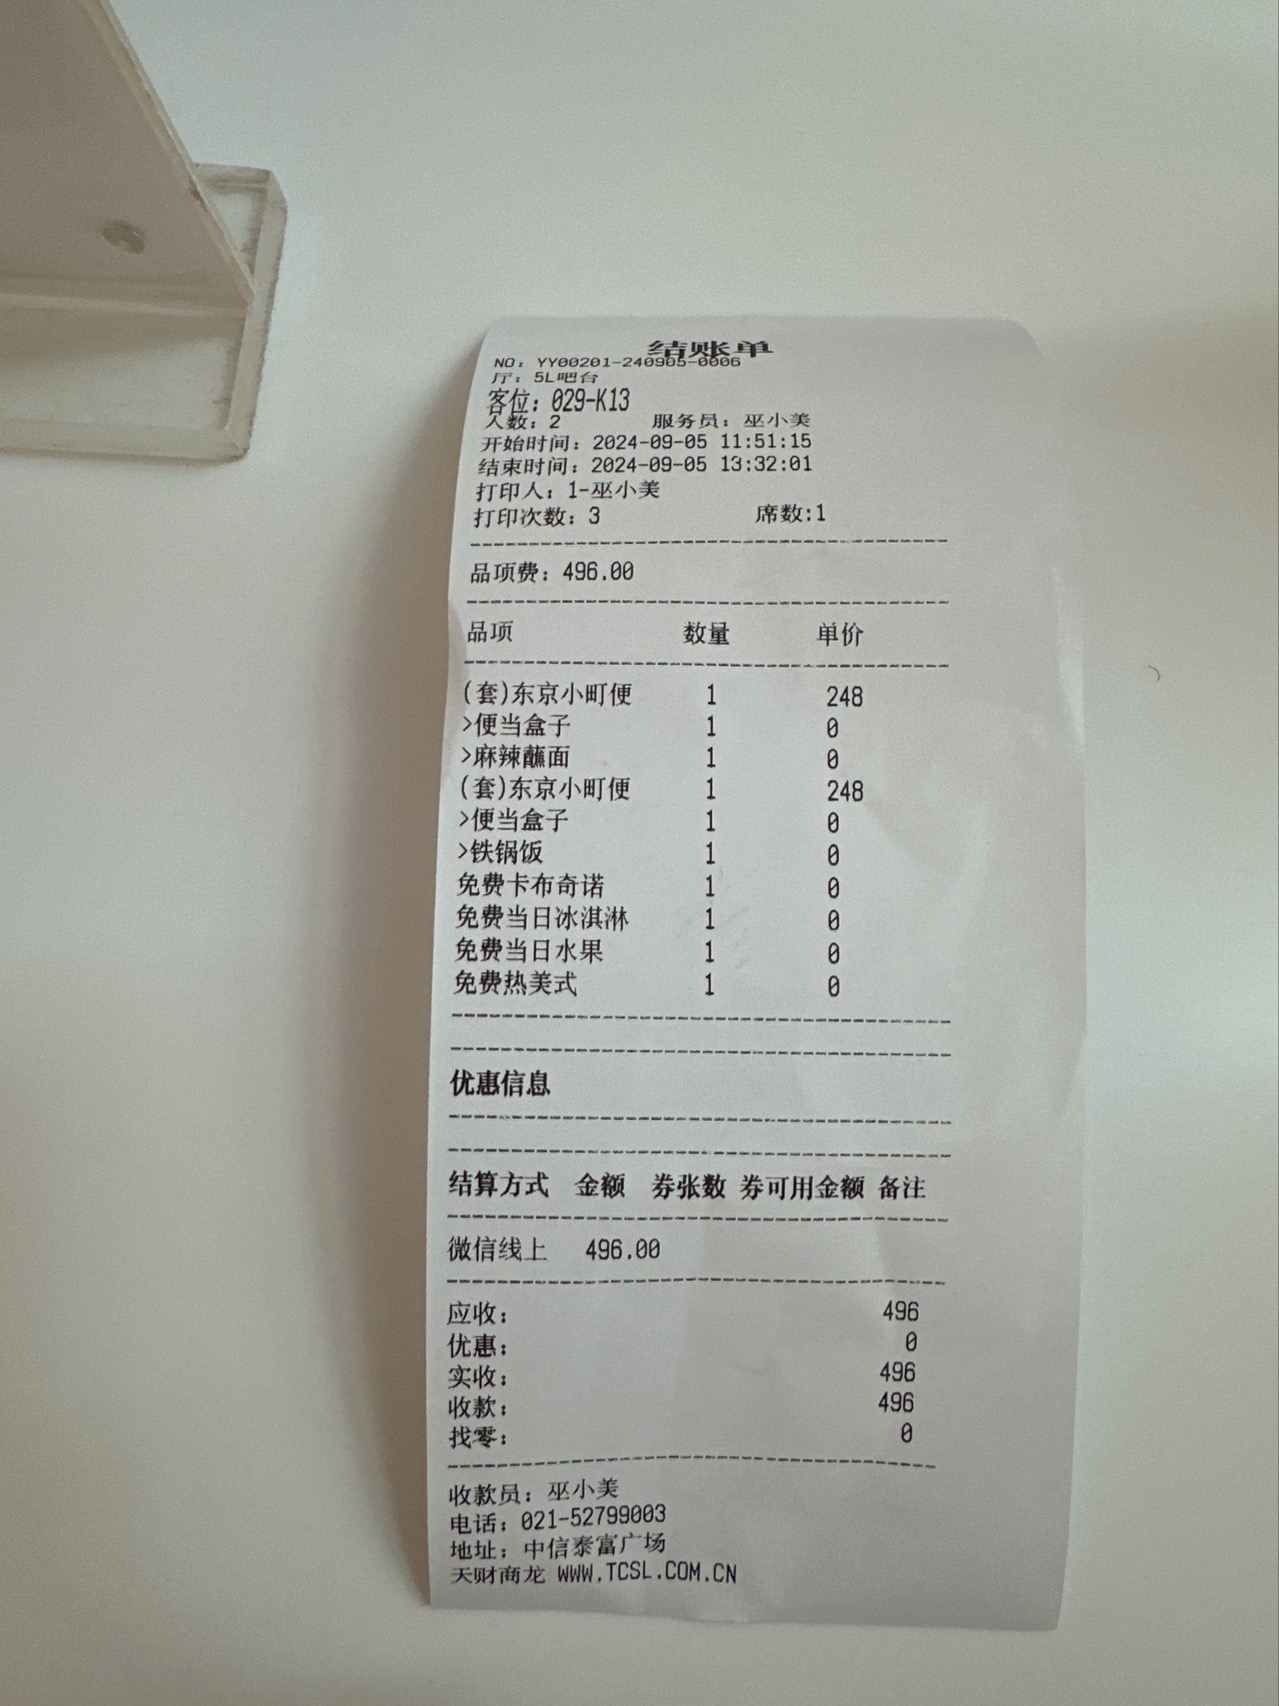 结账单
NO: YY00201-240905-0006
厅: 5L吧台
客位: 029-K13
人数: 2 服务员: 巫小美
开始时间: 2024-09-05 11:51:15
结束时间: 2024-09-05 13:32:01
打印人: 1-巫小美
打印次数: 3 席数:1
品项费: 496.00
品项 数量 单价
(套)东京小町便 1 248
>便当盒子 1 0
>麻辣蘸面 1 0
(套)东京小町便 1 248
>便当盒子 1 0
>铁锅饭 1 0
免费卡布奇诺 1 0
免费当日冰淇淋 1 0
免费当日水果 1 0
免费热美式 1 0
优惠信息
结算方式 金额 券张数 券可用金额 备注
微信线上 496.00
应收: 496
优惠: 0
实收: 496
收款: 496
找零: 0
收款员: 巫小美
电话: 021-52799003
地址: 中信泰富广场
天财商龙 WWW.TCSL.COM.CN